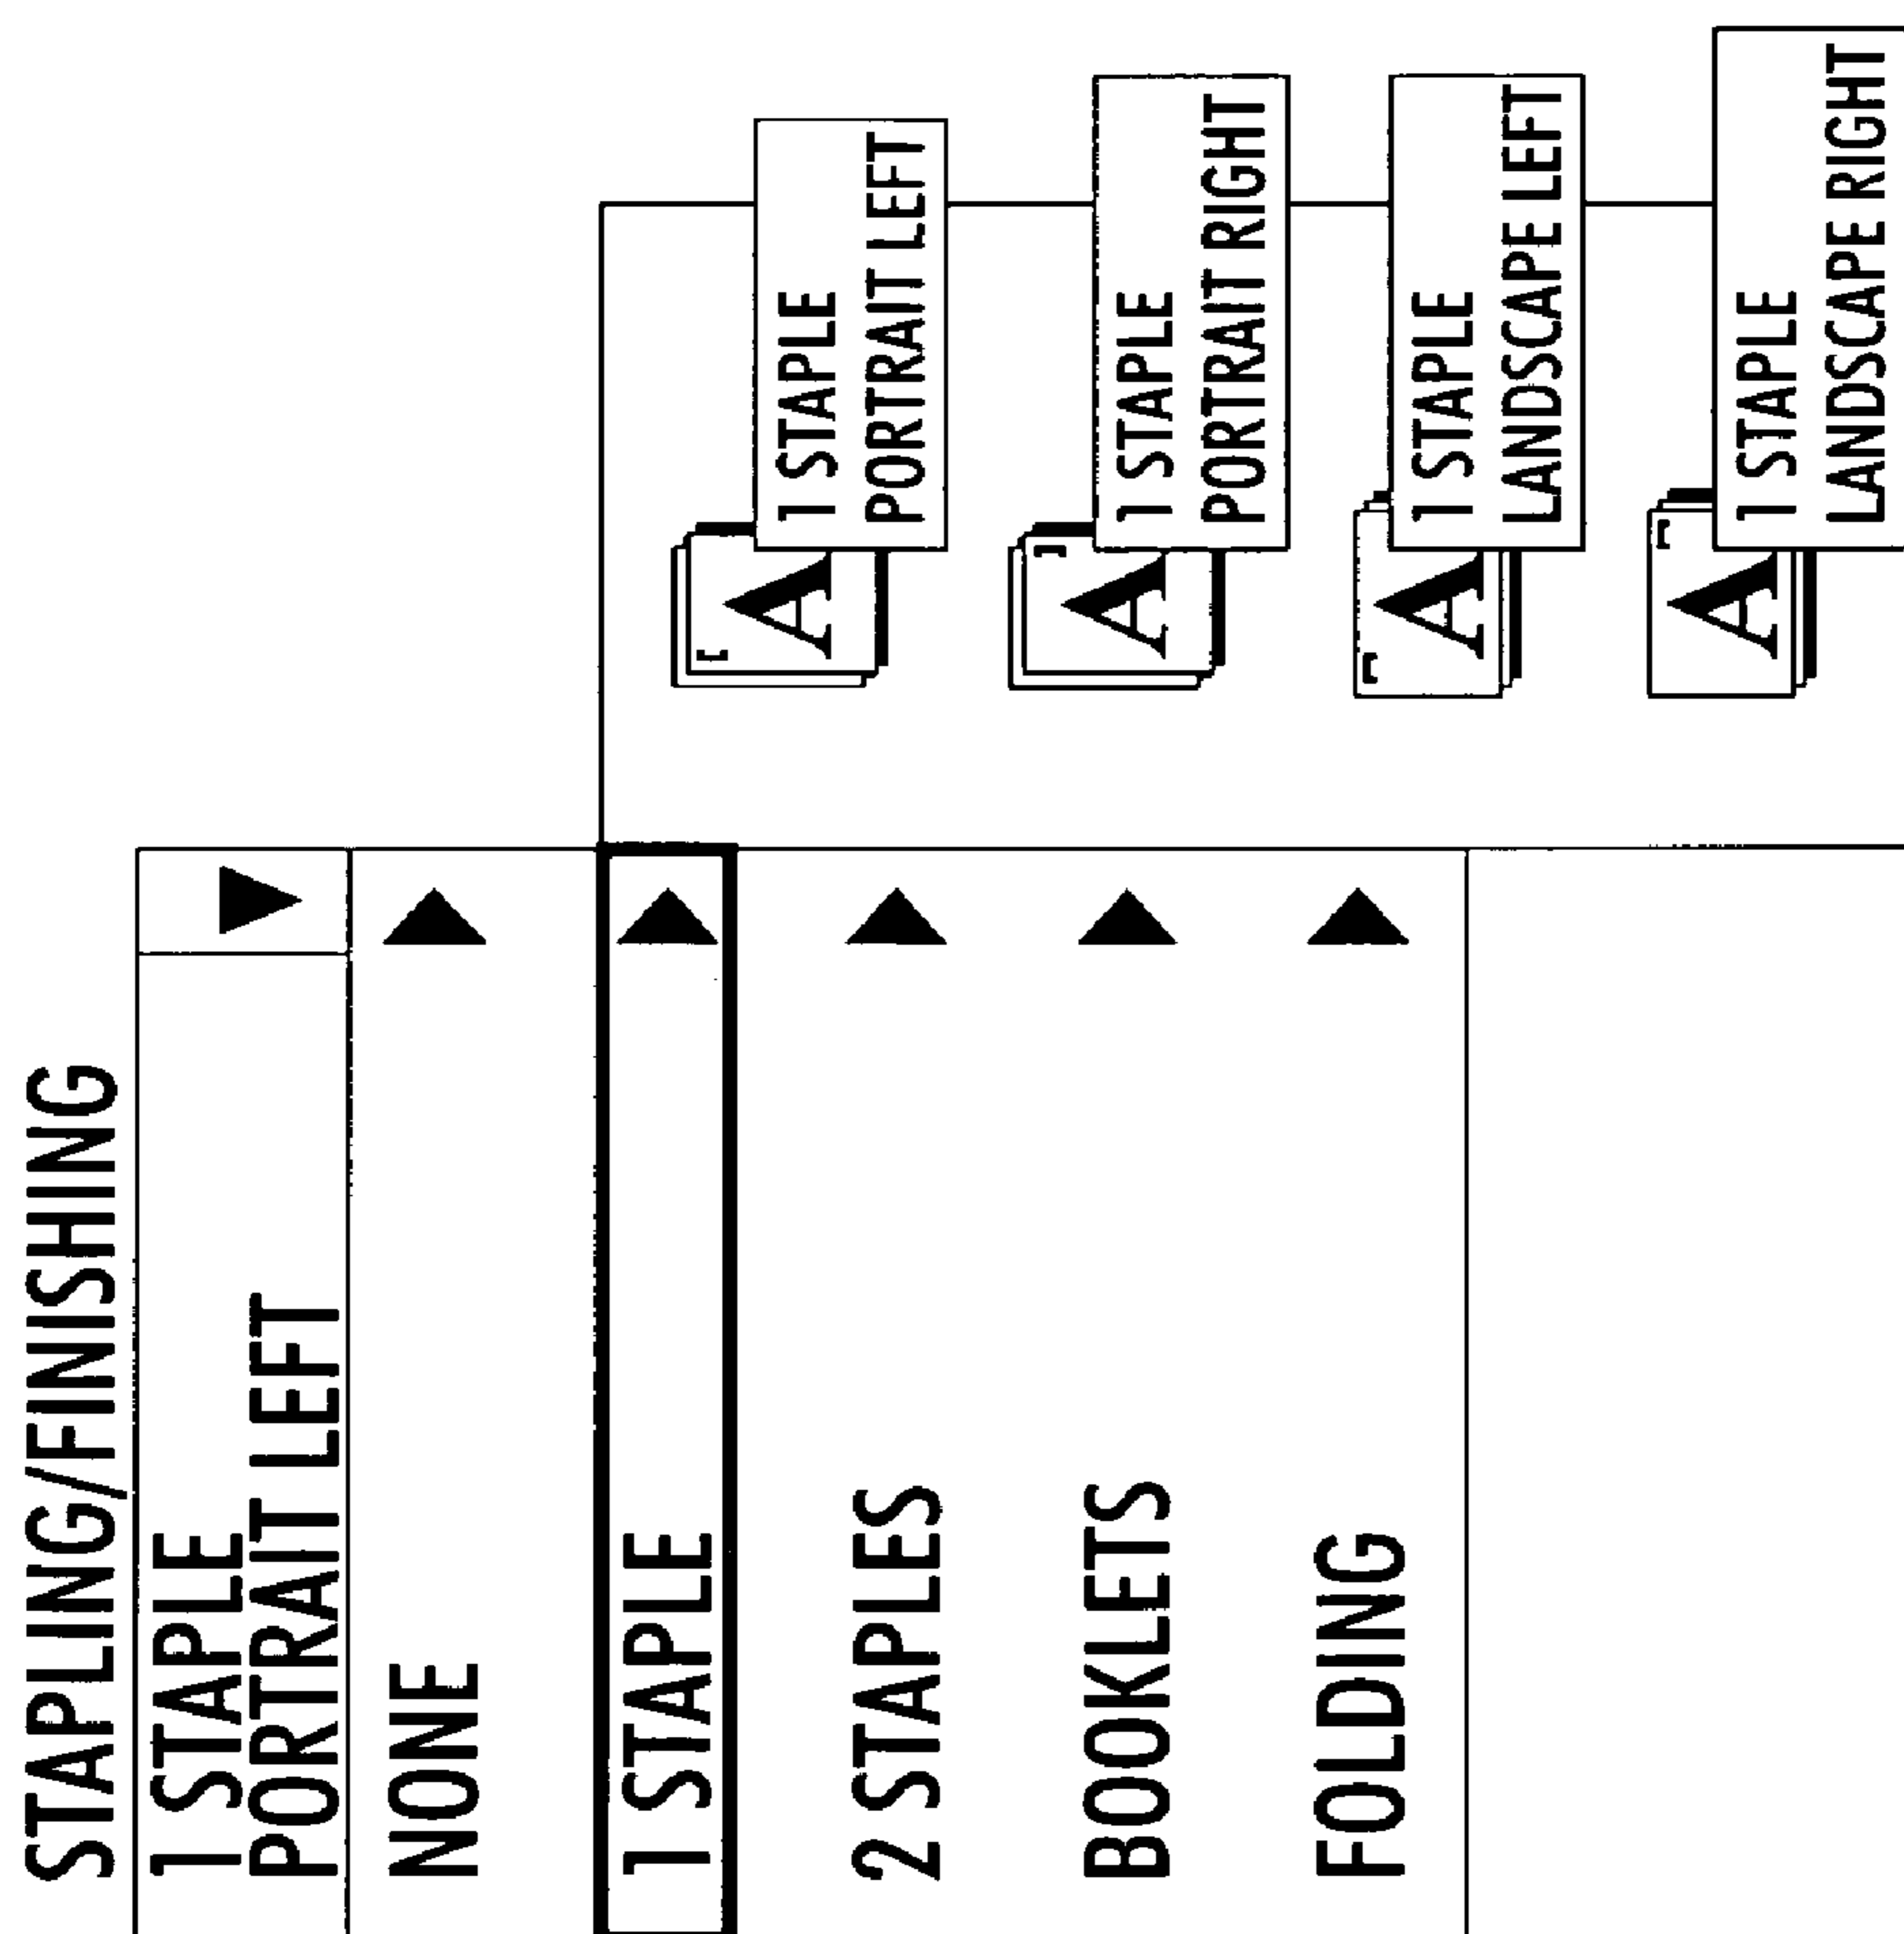 STAPLING/FINISHING
1 STAPLE
PORTRAIT LEFT
NONE
1 STAPLE
2 STAPLES
BOOKLETS
FOLDING
A
1 STAPLE
PORTRAIT LEFT
A
1 STAPLE
PORTRAIT RIGHT
A
1 STAPLE
LANDSCAPE LEFT
A
1 STAPLE
LANDSCAPE RIGHT